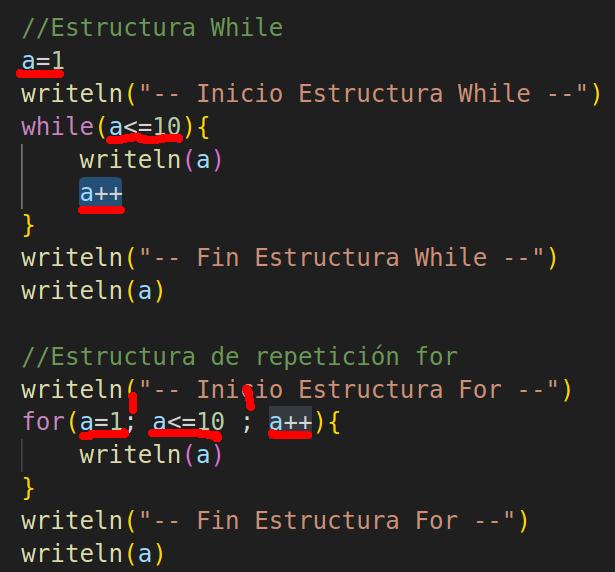 //Estructura While
a=1
writeln("-- Inicio Estructura While --")
while(a<=10){
writeln(a)
a++
}
writeln("-- Fin Estructura While --")
writeln(a)
//Estructura de repetición for
writeln("-- Inicio Estructura For --")
for(a=1; a<=10 ; a++){
writeln(a)
}
writeln("-- Fin Estructura For --")
writeln(a)